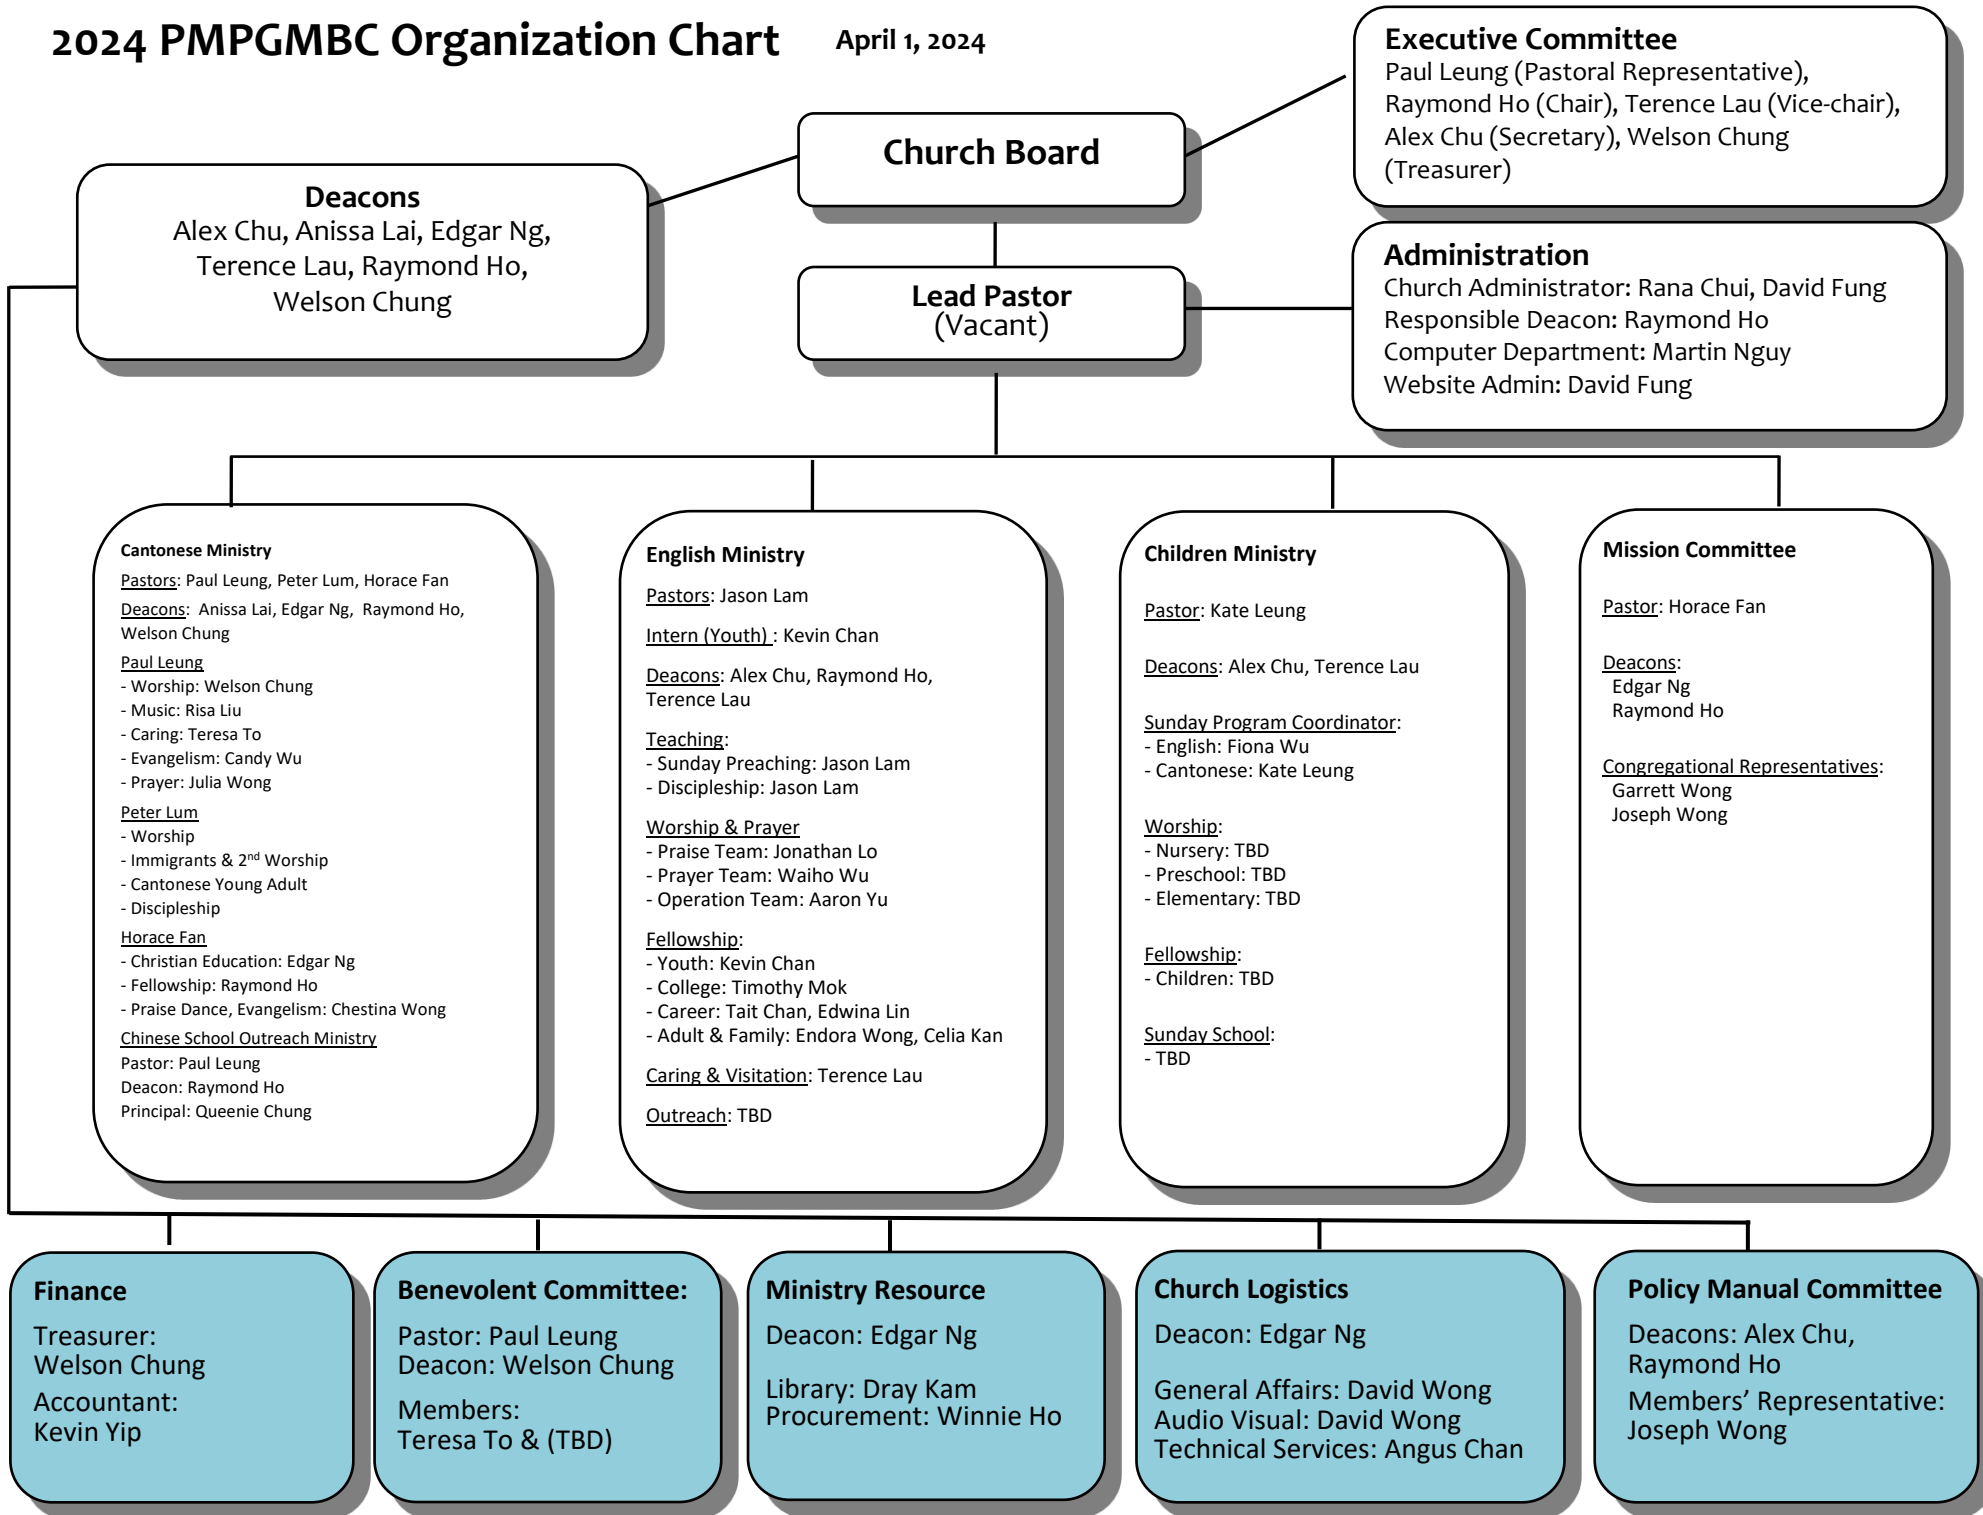 2024 PMPGMBC Organization Chart
April 1, 2024
Executive Committee
Paul Leung (Pastoral Representative),
Raymond Ho (Chair), Terence Lau (Vice-chair),
Alex Chu (Secretary), Welson Chung
(Treasurer)
Church Board
Deacons
Alex Chu, Anissa Lai, Edgar Ng,
Terence Lau, Raymond Ho,
Welson Chung
Lead Pastor
(Vacant)
Administration
Church Administrator: Rana Chui, David Fung
Responsible Deacon: Raymond Ho
Computer Department: Martin Nguy
Website Admin: David Fung
Cantonese Ministry
Pastors: Paul Leung, Peter Lum, Horace Fan
Deacons: Anissa Lai, Edgar Ng, Raymond Ho,
Welson Chung
Paul Leung
- Worship: Welson Chung
- Music: Risa Liu
- Caring: Teresa To
- Evangelism: Candy Wu
- Prayer: Julia Wong
Peter Lum
- Worship
- Immigrants & 2nd Worship
- Cantonese Young Adult
- Discipleship
Horace Fan
- Christian Education: Edgar Ng
- Fellowship: Raymond Ho
- Praise Dance, Evangelism: Chestina Wong
Chinese School Outreach Ministry
Pastor: Paul Leung
Deacon: Raymond Ho
Principal: Queenie Chung
English Ministry
Pastors: Jason Lam
Intern (Youth) : Kevin Chan
Deacons: Alex Chu, Raymond Ho,
Terence Lau
Teaching:
- Sunday Preaching: Jason Lam
- Discipleship: Jason Lam
Worship & Prayer
- Praise Team: Jonathan Lo
- Prayer Team: Waiho Wu
- Operation Team: Aaron Yu
Fellowship:
- Youth: Kevin Chan
- College: Timothy Mok
- Career: Tait Chan, Edwina Lin
- Adult & Family: Endora Wong, Celia Kan
Caring & Visitation: Terence Lau
Outreach: TBD
Children Ministry
Pastor: Kate Leung
Deacons: Alex Chu, Terence Lau
Sunday Program Coordinator:
- English: Fiona Wu
- Cantonese: Kate Leung
Worship:
- Nursery: TBD
- Preschool: TBD
- Elementary: TBD
Fellowship:
- Children: TBD
Sunday School:
- TBD
Mission Committee
Pastor: Horace Fan
Deacons:
Edgar Ng
Raymond Ho
Congregational Representatives:
Garrett Wong
Joseph Wong
Finance
Treasurer:
Welson Chung
Accountant:
Kevin Yip
Benevolent Committee:
Pastor: Paul Leung
Deacon: Welson Chung
Members:
Teresa To & (TBD)
Ministry Resource
Deacon: Edgar Ng
Library: Dray Kam
Procurement: Winnie Ho
Church Logistics
Deacon: Edgar Ng
General Affairs: David Wong
Audio Visual: David Wong
Technical Services: Angus Chan
Policy Manual Committee
Deacons: Alex Chu,
Raymond Ho
Members’ Representative:
Joseph Wong